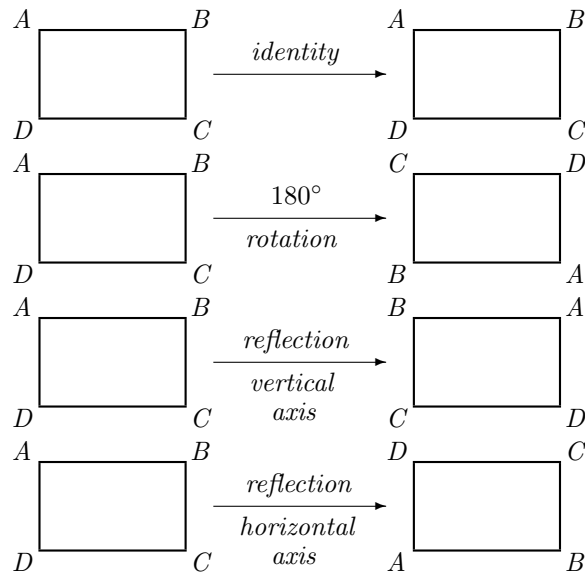 A B A B
identity
D C D C
A B C D
180°
rotation
D C B A
A B B A
reflection
vertical
D C axis C D
A B D C
reflection
horizontal
D C axis A B